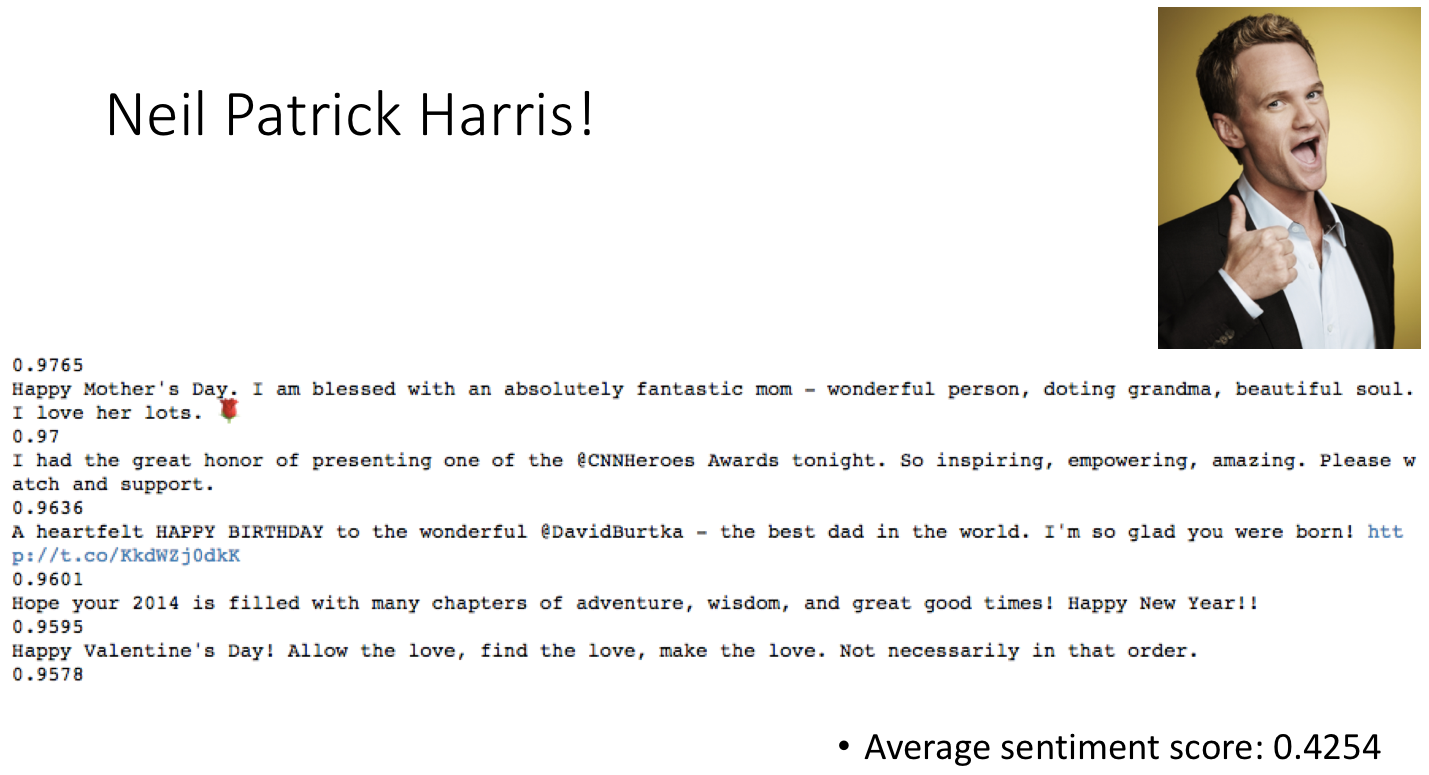 Neil Patrick Harris!
0.9765
Happy Mother's Day. I am blessed with an absolutely fantastic mom – wonderful person, doting grandma, beautiful soul.
I love her lots. 🌹
0.97
I had the great honor of presenting one of the @CNNHeroes Awards tonight. So inspiring, empowering, amazing. Please w
atch and support.
0.9636
A heartfelt HAPPY BIRTHDAY to the wonderful @DavidBurtka – the best dad in the world. I'm so glad you were born! htt
p://t.co/KkdWZj0dkK
0.9601
Hope your 2014 is filled with many chapters of adventure, wisdom, and great good times! Happy New Year!!
0.9595
Happy Valentine's Day! Allow the love, find the love, make the love. Not necessarily in that order.
0.9578
• Average sentiment score: 0.4254